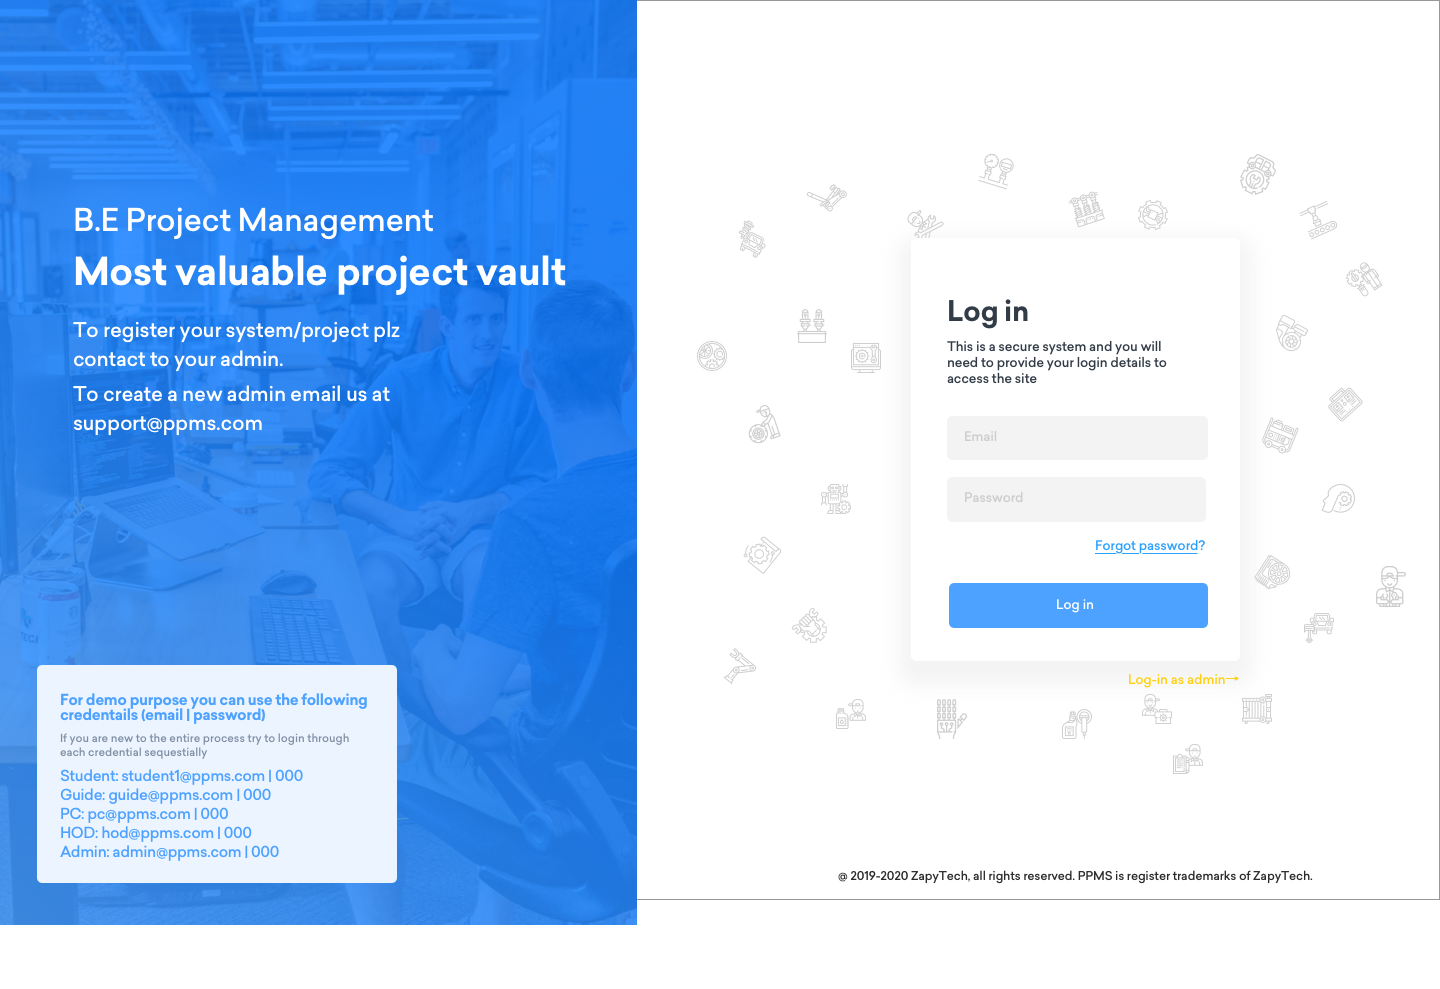 B.E Project Management
Most valuable project vault
To register your system/project plz
contact to your admin.
To create a new admin email us at
support@ppms.com
For demo purpose you can use the following
credentails (email | password)
If you are new to the entire process try to login through
each credential sequestially
Student: student1@ppms.com | 000
Guide: guide@ppms.com | 000
PC: pc@ppms.com | 000
HOD: hod@ppms.com | 000
Admin: admin@ppms.com | 000
Log in
This is a secure system and you will
need to provide your login details to
access the site
Email
Password
Forgot password?
Log in
Log-in as admin→
@ 2019-2020 ZapyTech, all rights reserved. PPMS is register trademarks of ZapyTech.